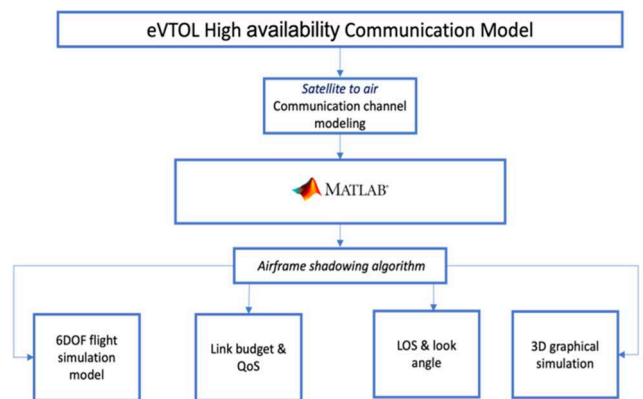 eVTOL High availability Communication Model
Satellite to air
Communication channel
modeling
MATLAB®
Airframe shadowing algorithm
6DOF flight
simulation
model
Link budget &
QoS
LOS & look
angle
3D graphical
simulation